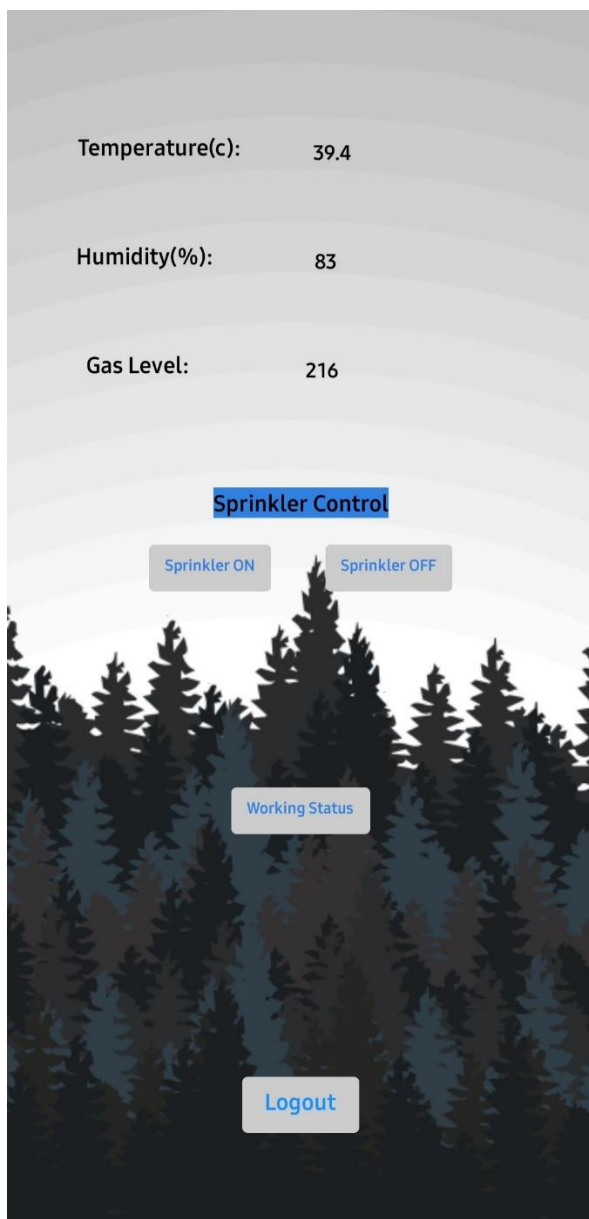 Temperature(c): 39.4
Humidity(%): 83
Gas Level: 216
Sprinkler Control
Sprinkler ON Sprinkler OFF
Working Status
Logout